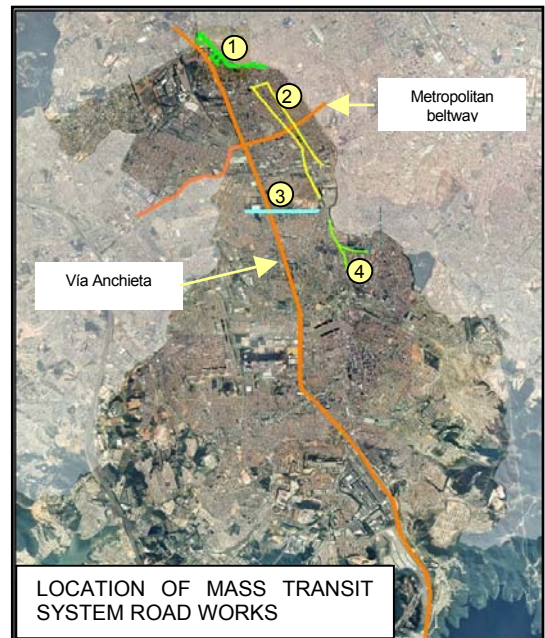 1
2
Metropolitan
beltway
3
Vía Anchieta
4
LOCATION OF MASS TRANSIT
SYSTEM ROAD WORKS